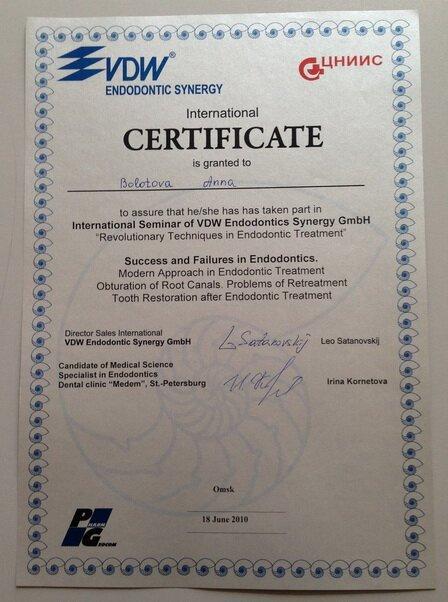 VDW®
ENDODONTIC SYNERGY
ЦНИИС
International
CERTIFICATE
is granted to
Bolotova Anna
to assure that he/she has has taken part in
International Seminar of VDW Endodontics Synergy GmbH
“Revolutionary Techniques in Endodontic Treatment”
Success and Failures in Endodontics.
Modern Approach in Endodontic Treatment
Obturation of Root Canals. Problems of Retreatment
Tooth Restoration after Endodontic Treatment
Director Sales International
VDW Endodontic Synergy GmbH
L Satanovskij
Leo Satanovskij
Candidate of Medical Science
Specialist in Endodontics
Dental clinic “Medem”, St.-Petersburg
Irina Kornetova
Omsk
18 June 2010
PHARM
GEOCOM